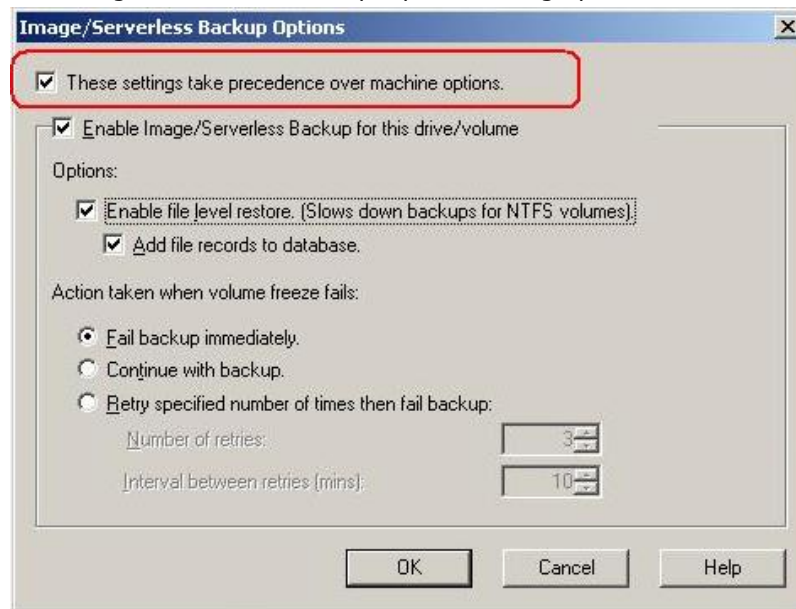 Image/Serverless Backup Options
These settings take precedence over machine options.
Enable Image/Serverless Backup for this drive/volume
Options:
Enable file level restore. (Slows down backups for NTFS volumes).
Add file records to database.
Action taken when volume freeze fails:
Fail backup immediately.
Continue with backup.
Retry specified number of times then fail backup:
Number of retries: 3
Interval between retries (mins): 10
OK Cancel Help